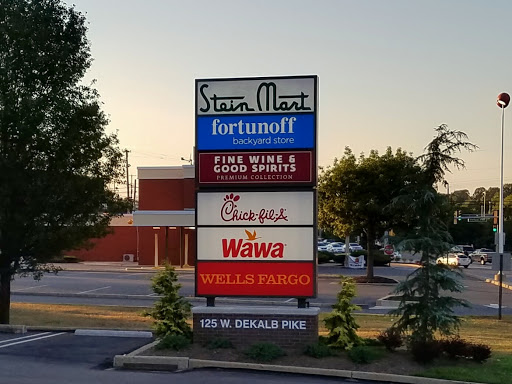 Stein Mart
fortunoff
backyard store
FINE WINE &
GOOD SPIRITS
PREMIUM COLLECTION
Chick-fil-A
Wawa
WELLS FARGO
125 W. DEKALB PIKE